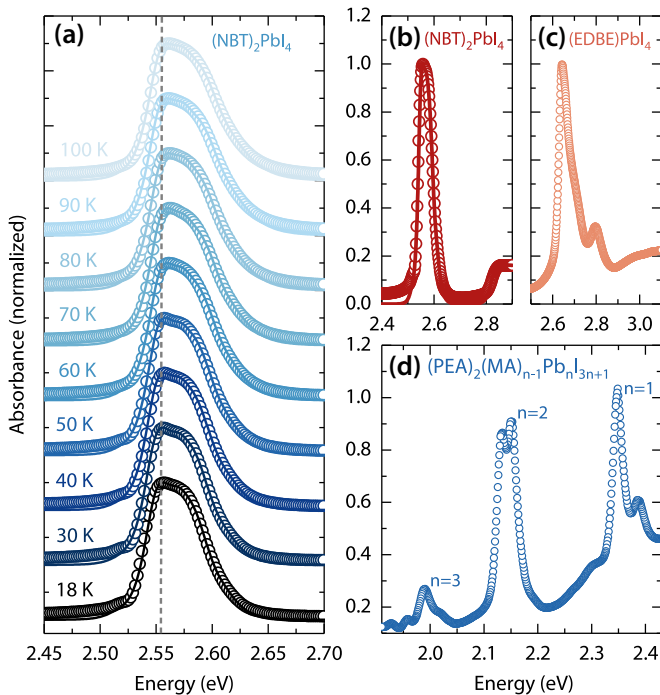 (a)
(NBT)₂PbI₄
100 K
90 K
80 K
70 K
60 K
50 K
40 K
30 K
18 K
Absorbance (normalized)
2.45 2.50 2.55 2.60 2.65 2.70
Energy (eV)
(b) (NBT)₂PbI₄
1.0
0.8
0.6
0.4
0.2
0.0
2.4 2.6 2.8
(c) (EDBE)PbI₄
2.6 2.8 3.0
(d) (PEA)₂(MA)ₙ₋₁PbₙI₃ₙ₊₁
n=1
n=2
n=3
1.2
1.0
0.8
0.6
0.4
0.2
2.0 2.1 2.2 2.3 2.4
Energy (eV)